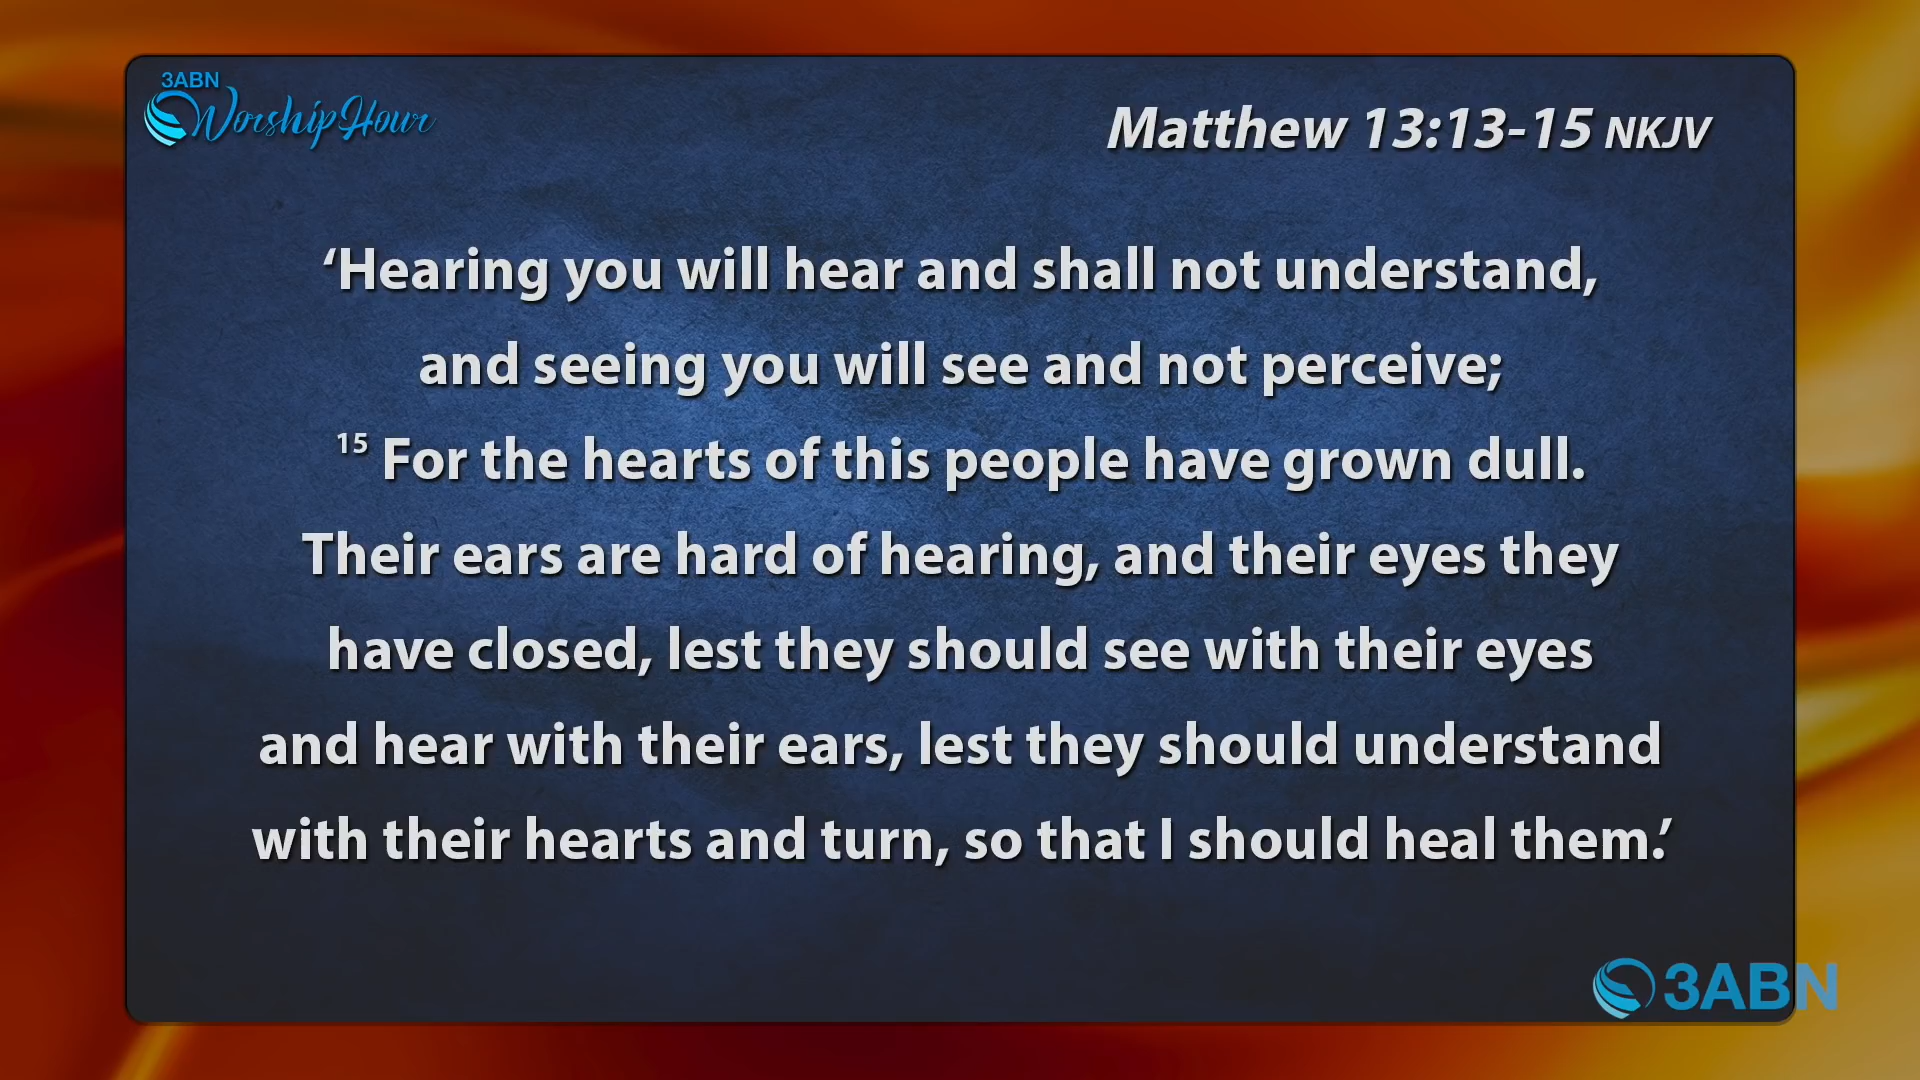 3ABN
Worship Hour
Matthew 13:13-15 NKJV
‘Hearing you will hear and shall not understand,
and seeing you will see and not perceive;
15 For the hearts of this people have grown dull.
Their ears are hard of hearing, and their eyes they
have closed, lest they should see with their eyes
and hear with their ears, lest they should understand
with their hearts and turn, so that I should heal them.’
3ABN